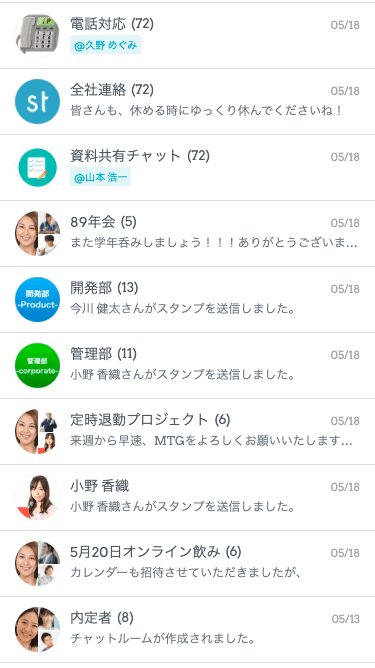 電話対応 (72)
05/18
@久野 めぐみ
st
全社連絡 (72)
05/18
皆さんも、休める時にゆっくり休んでくださいね！
資料共有チャット (72)
05/18
@山本 浩一
89年会 (5)
05/18
また学年呑みしましょう！！！ありがとうございま...
開発部
-Product-
開発部 (13)
05/18
今川 健太さんがスタンプを送信しました。
管理部
-corporate-
管理部 (11)
05/18
小野 香織さんがスタンプを送信しました。
定時退勤プロジェクト (6)
05/18
来週から早速、MTGをよろしくお願いいたします...
小野 香織
05/18
小野 香織さんがスタンプを送信しました。
5月20日オンライン飲み (6)
05/18
カレンダーも招待させていただきましたが、
内定者 (8)
05/13
チャットルームが作成されました。